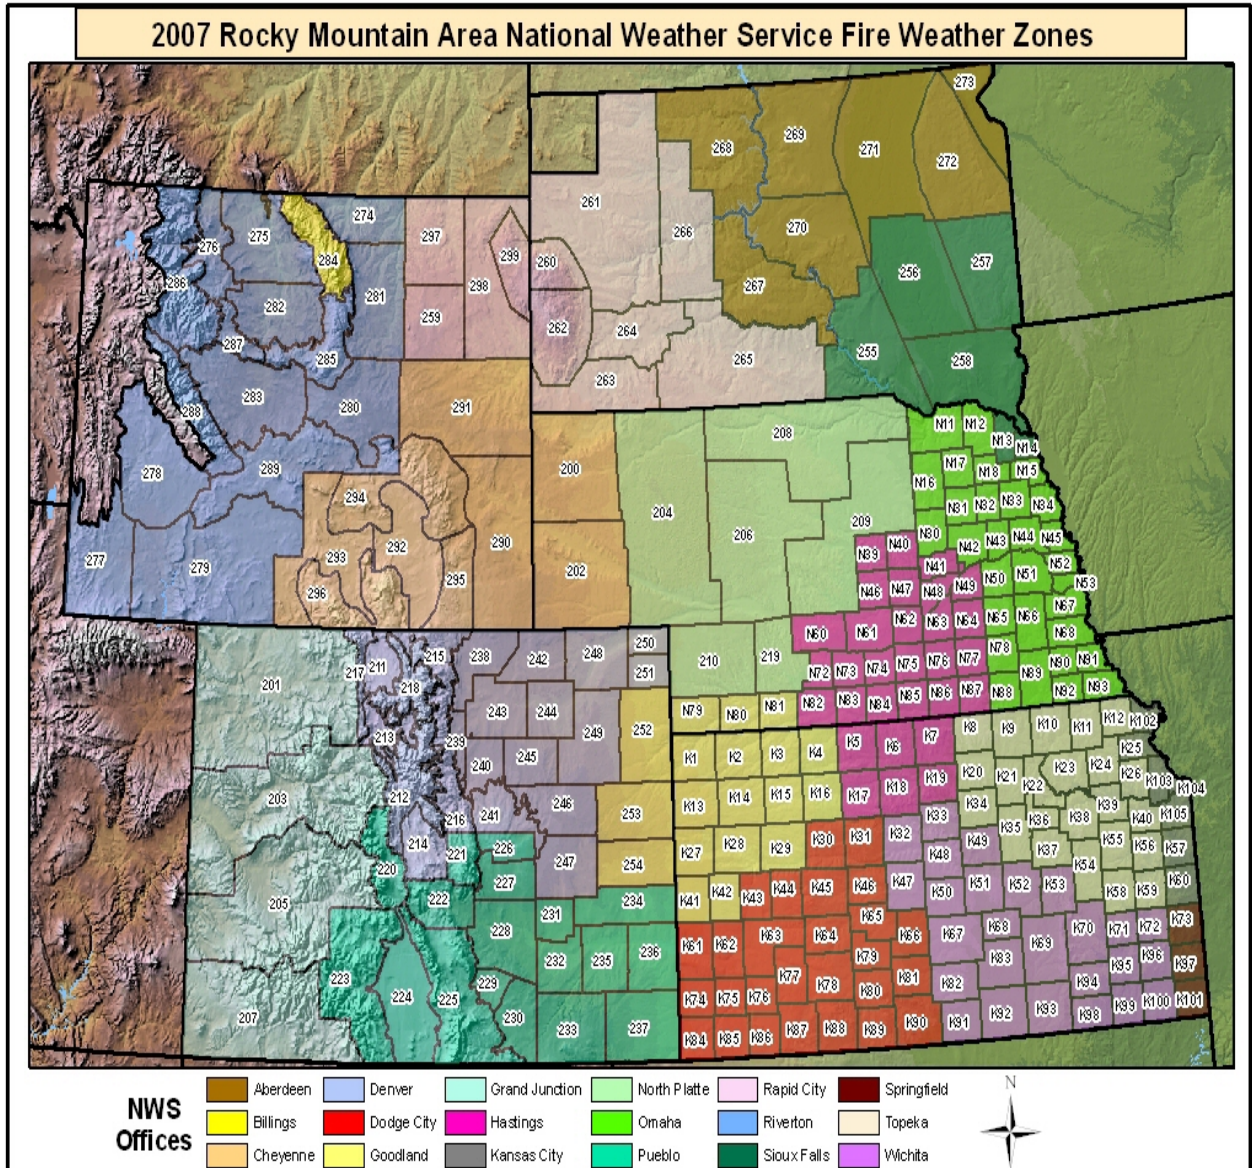 2007 Rocky Mountain Area National Weather Service Fire Weather Zones
273
268 269 271 272
261 266 270
274
297
275 276
299 260
284
286
256 257
298
281
267
282
259
262 264
287
285
255
265
258
263
283
280
291
288
N11 N12
208
N13 N14
289
278
200
N17 N18 N15
N16
294
204
N31 N32 N33 N34
209
206
N30
N39 N40 N42 N43 N44 N45
292 290
293
277
279
202
N41
N52
295
296
N46 N47 N48 N49 N50 N51
N53
N67
N62 N63 N64 N65 N66
N60 N61
N68
250
217 211 215 238 242 248
210 219
N78
251
N72 N73 N74 N75 N76 N77
N90 N91
201
218
N89
N79 N80 N81 N82 N83 N84 N85 N86 N87 N88
N92 N93
243 244
249 252
213 239
K1 K2 K3 K4 K5 K6 K7 K8 K9 K10 K11 K12 K102
240 245
K25
K20 K21 K22 K23 K24 K26 K103 K104
203
212
K13 K14 K15 K16 K17 K18 K19
246
241
216
253
K34
K39
K33
K35 K36 K38 K40 K105
214
221 226
K27 K28 K29 K30 K31 K32
K49
K37
K55 K56 K57
247 254
K48
K54
220
227
K41 K42 K43 K44 K45 K46 K47 K50 K51 K52 K53 K58 K59 K60
222
234
205
231
K65
228
K61 K62 K63 K64 K66 K67 K68 K69 K70 K71 K72 K73
232 235 236
K79
K83
K96 K97
223
K77 K78 K80 K81 K82
K94 K95
229
224 225
K74 K75 K76
230
207
233 237
K84 K85 K86 K87 K88 K89 K90 K91 K92 K93 K98 K99 K100 K101
NWS
Offices
Aberdeen Denver Grand Junction North Platte Rapid City Springfield
Billings Dodge City Hastings Omaha Riverton Topeka
Cheyenne Goodland Kansas City Pueblo Sioux Falls Wichita
N